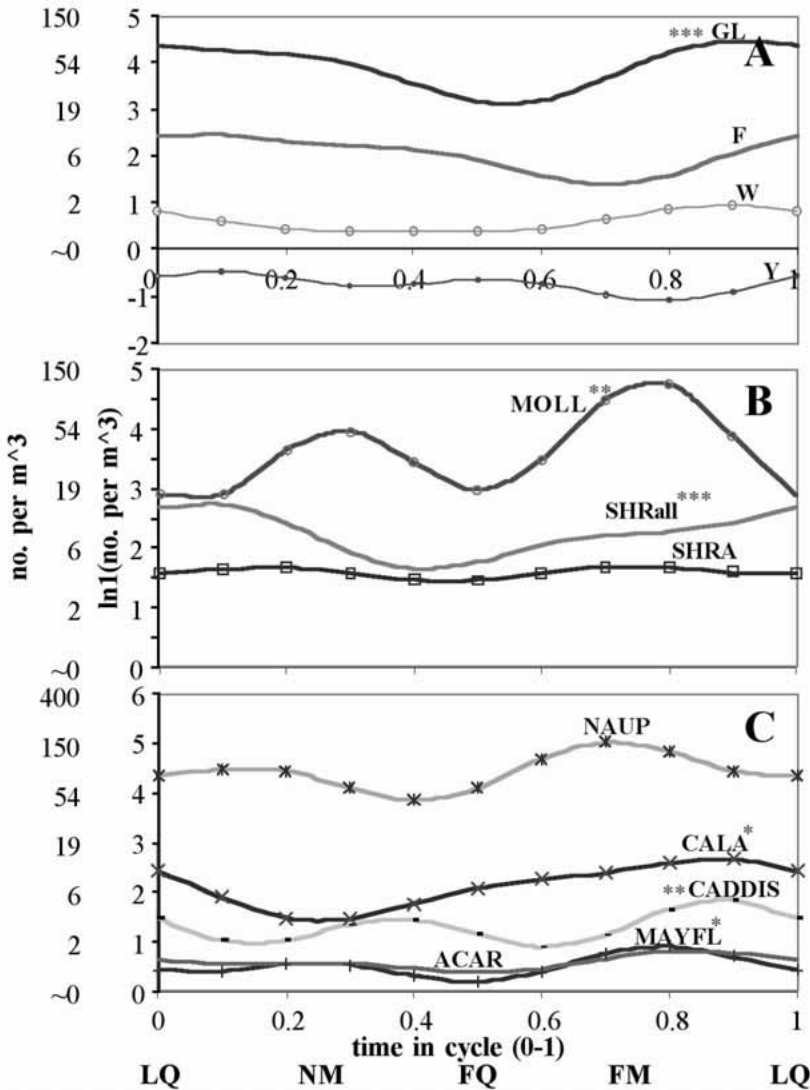 150 5
*** GL
A
54 4
19 3
F
6 2
W
2 1
~0 0
0 0.2 0.4 0.6 0.8 1
Y
-1
-2
150 5
MOLL**
B
54 4
19 3
SHRall***
6 2
SHRA
2 1
~0 0
no. per m^3
ln1(no. per m^3)
400 6
NAUP
C
150 5
54 4
19 3
CALA*
6 2
**CADDIS
MAYFL*
2 1
ACAR
~0 0
0 0.2 0.4 0.6 0.8 1
time in cycle (0-1)
LQ NM FQ FM LQ